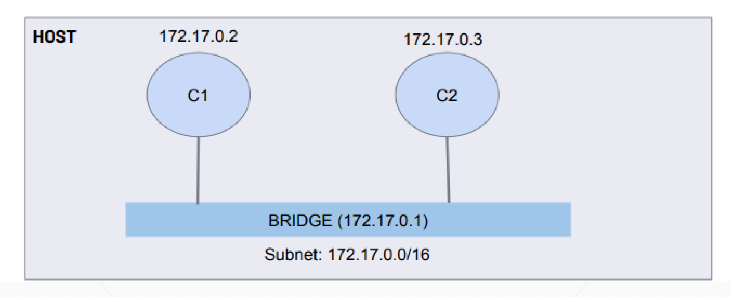 HOST
172.17.0.2
172.17.0.3
C1
C2
BRIDGE (172.17.0.1)
Subnet: 172.17.0.0/16